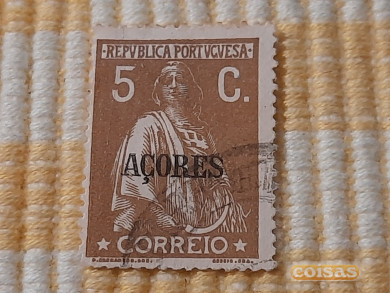 REPVBLICA PORTVGVESA
5 C.
AÇORES
CORREIO
coisas